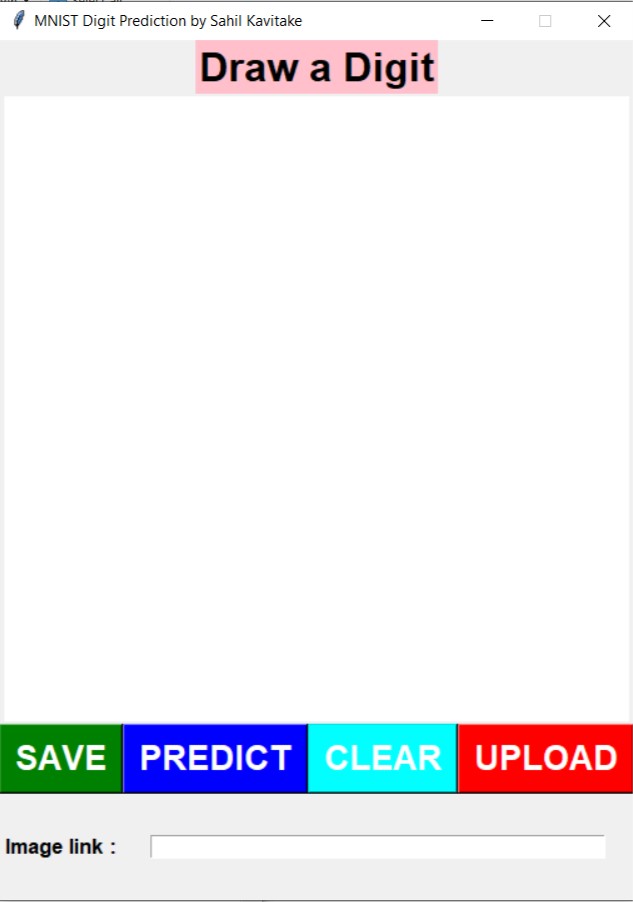 MNIST Digit Prediction by Sahil Kavitake
Draw a Digit
SAVE PREDICT CLEAR UPLOAD
Image link :